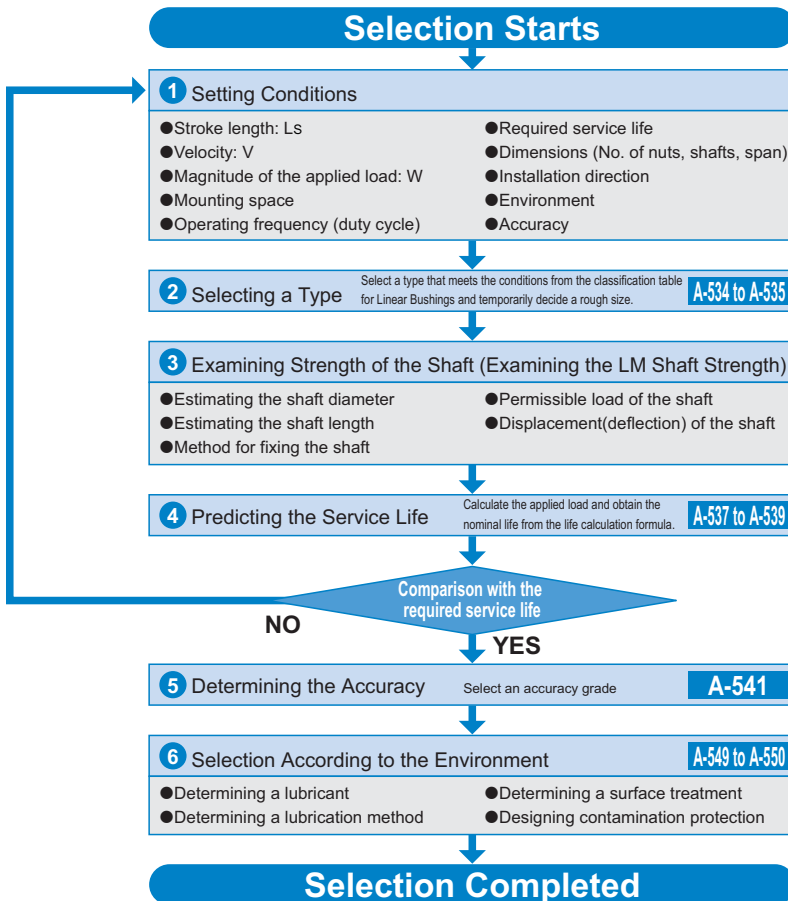 Selection Starts
1 Setting Conditions
●Stroke length: Ls
●Velocity: V
●Magnitude of the applied load: W
●Mounting space
●Operating frequency (duty cycle)
●Required service life
●Dimensions (No. of nuts, shafts, span)
●Installation direction
●Environment
●Accuracy
2 Selecting a Type
Select a type that meets the conditions from the classification table
for Linear Bushings and temporarily decide a rough size.
A-534 to A-535
3 Examining Strength of the Shaft (Examining the LM Shaft Strength)
●Estimating the shaft diameter
●Estimating the shaft length
●Method for fixing the shaft
●Permissible load of the shaft
●Displacement(deflection) of the shaft
4 Predicting the Service Life
Calculate the applied load and obtain the
nominal life from the life calculation formula.
A-537 to A-539
Comparison with the
required service life
NO
YES
5 Determining the Accuracy
Select an accuracy grade
A-541
6 Selection According to the Environment
A-549 to A-550
●Determining a lubricant
●Determining a lubrication method
●Determining a surface treatment
●Designing contamination protection
Selection Completed